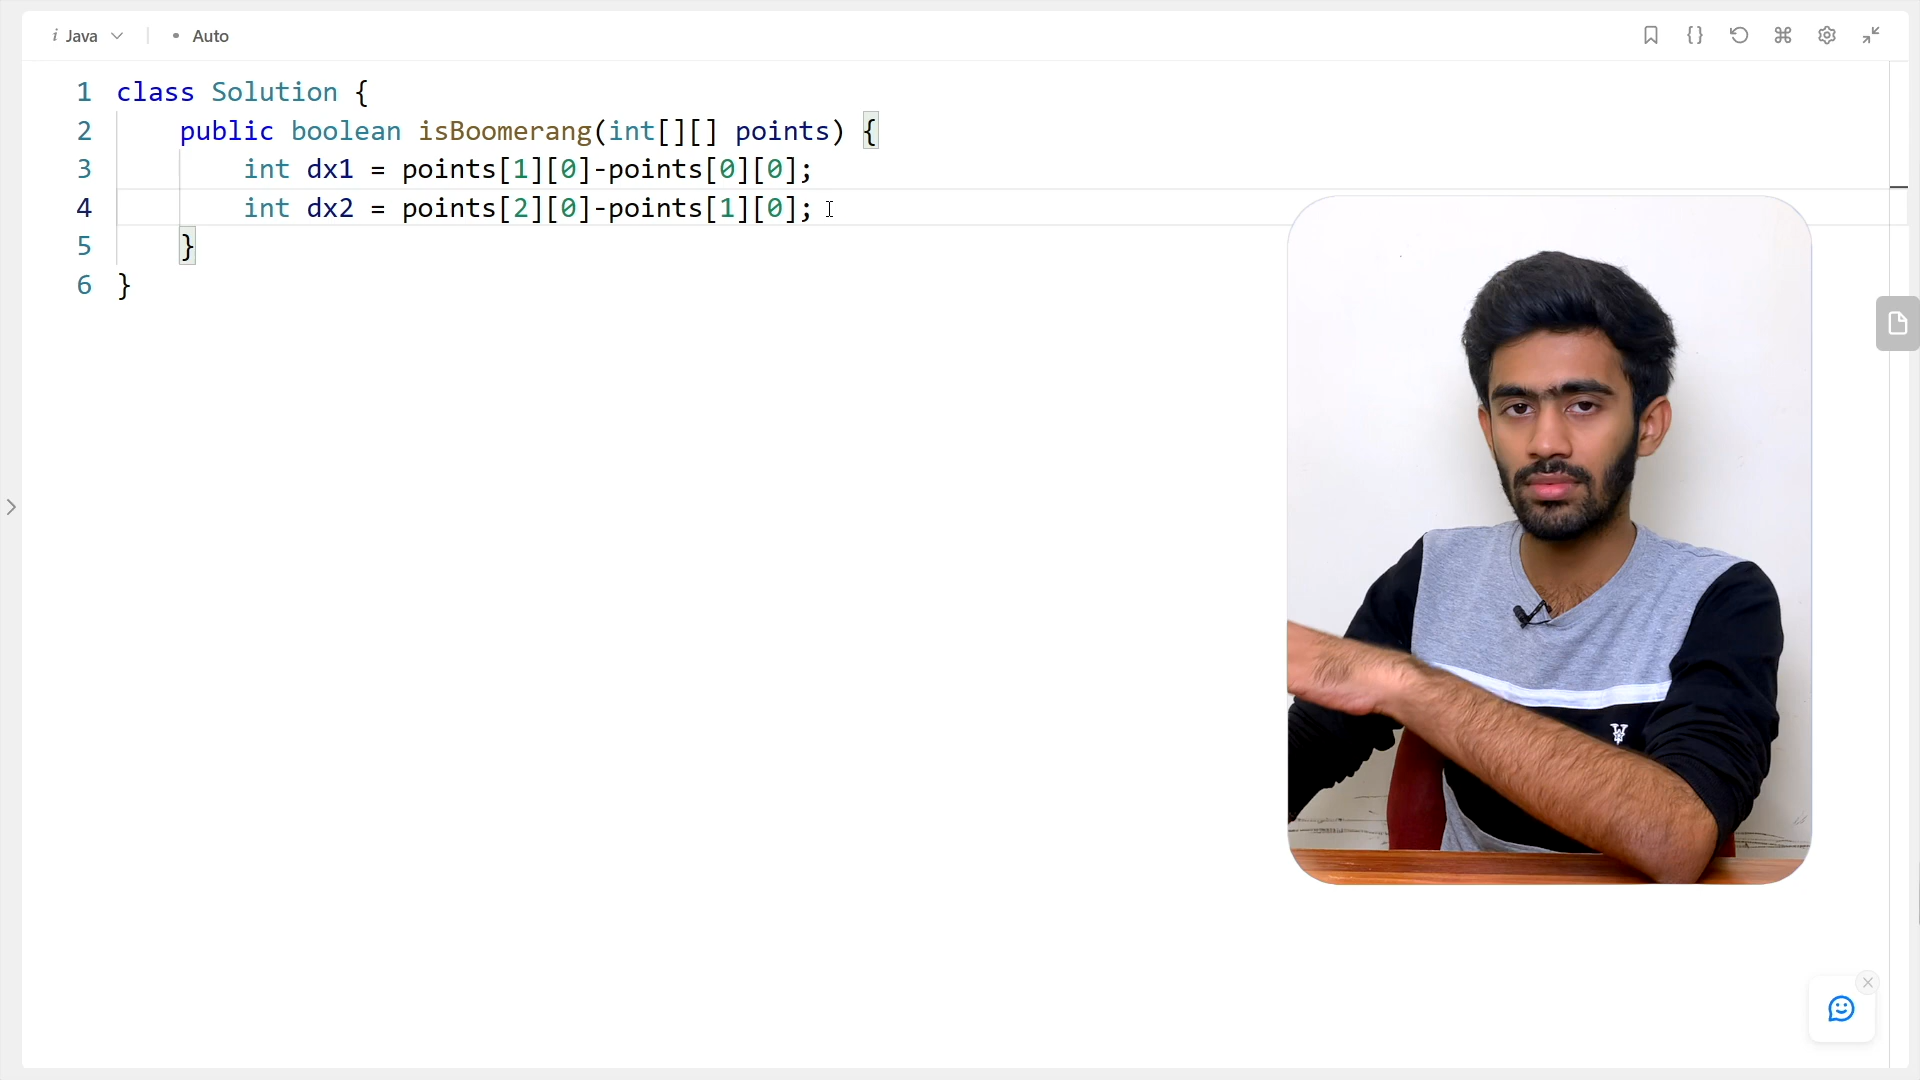 i Java • Auto
1 class Solution {
2 public boolean isBoomerang(int[][] points) {
3 int dx1 = points[1][0]-points[0][0];
4 int dx2 = points[2][0]-points[1][0];
5 }
6 }